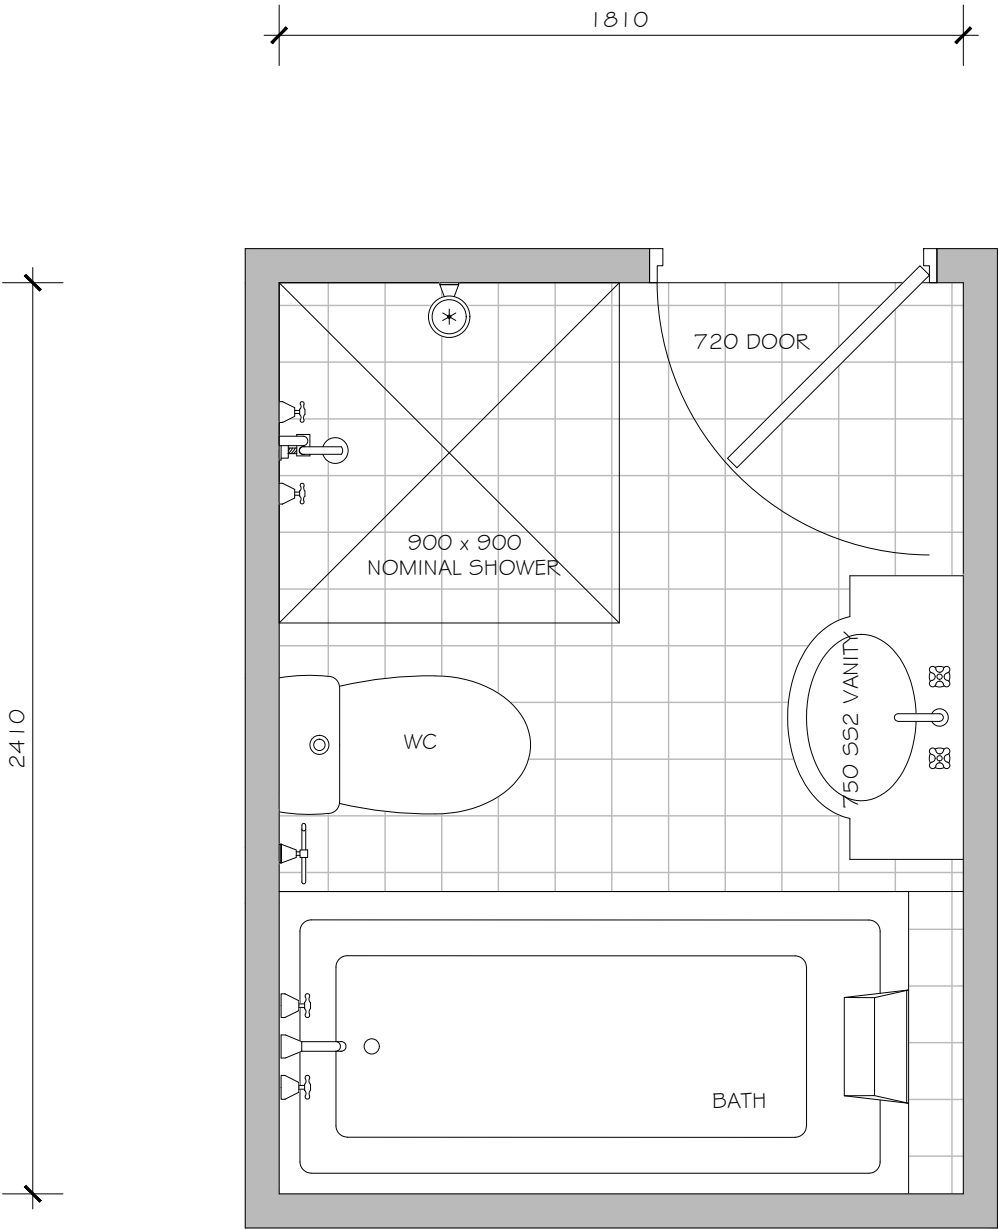 1810
720 DOOR
900 x 900
NOMINAL SHOWER
750 SS2 VANITY
2410
WC
BATH